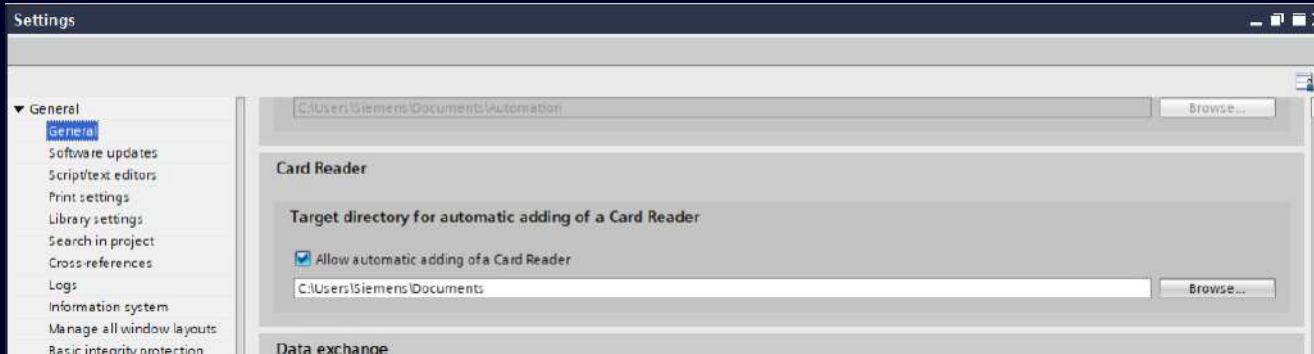 Settings
General
General
Software updates
Script/text editors
Print settings
Library settings
Search in project
Cross-references
Logs
Information system
Manage all window layouts
Basic integrity protection
C:\Users\Siemens\Documents\Automation
Browse...
Card Reader
Target directory for automatic adding of a Card Reader
Allow automatic adding of a Card Reader
C:\Users\Siemens\Documents
Browse...
Data exchange